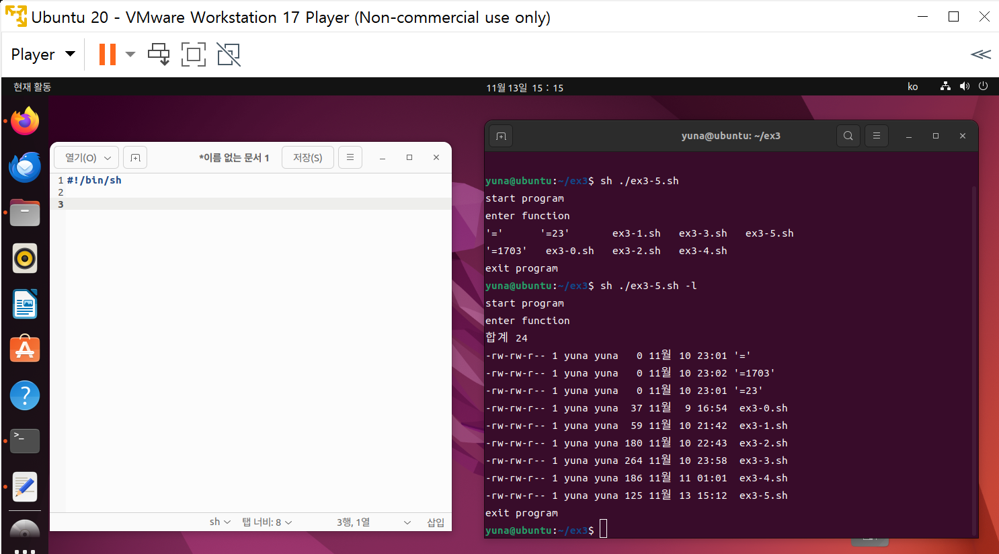 Ubuntu 20 - VMware Workstation 17 Player (Non-commercial use only)
Player
현재 활동
11월 13일 15 : 15
ko
열기(O)
*이름 없는 문서 1
저장(S)
1 #!/bin/sh
2
3
sh
탭 너비: 8
3행, 1열
삽입
yuna@ubuntu: ~/ex3
yuna@ubuntu:~/ex3$ sh ./ex3-5.sh
start program
enter function
'=' '=23' ex3-1.sh ex3-3.sh ex3-5.sh
'=1703' ex3-0.sh ex3-2.sh ex3-4.sh
exit program
yuna@ubuntu:~/ex3$ sh ./ex3-5.sh -l
start program
enter function
합계 24
-rw-rw-r-- 1 yuna yuna 0 11월 10 23:01 '='
-rw-rw-r-- 1 yuna yuna 0 11월 10 23:02 '=1703'
-rw-rw-r-- 1 yuna yuna 0 11월 10 23:01 '=23'
-rw-rw-r-- 1 yuna yuna 37 11월 9 16:54 ex3-0.sh
-rw-rw-r-- 1 yuna yuna 59 11월 10 21:42 ex3-1.sh
-rw-rw-r-- 1 yuna yuna 180 11월 10 22:43 ex3-2.sh
-rw-rw-r-- 1 yuna yuna 264 11월 10 23:58 ex3-3.sh
-rw-rw-r-- 1 yuna yuna 186 11월 11 01:01 ex3-4.sh
-rw-rw-r-- 1 yuna yuna 125 11월 13 15:12 ex3-5.sh
exit program
yuna@ubuntu:~/ex3$